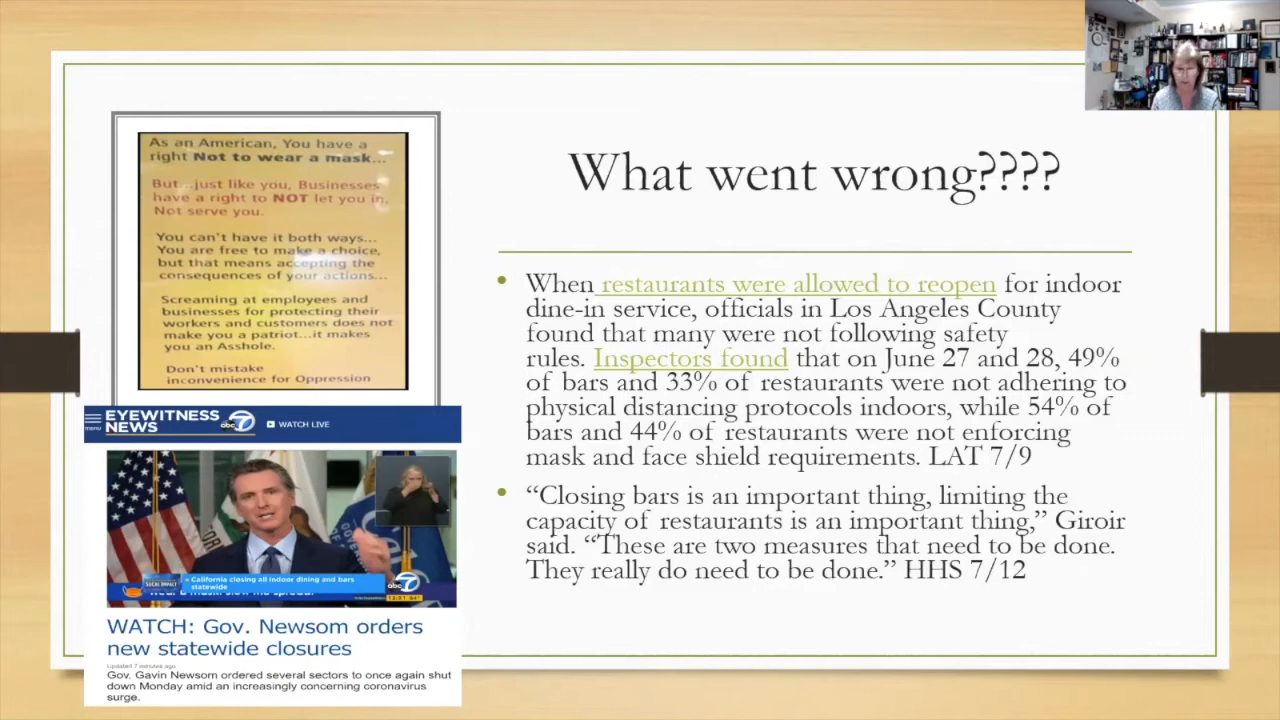 As an American, You have a
right Not to wear a mask...
But...just like you, Businesses
have a right to NOT let you in.
Not serve you.
You can't have it both ways...
You are free to make a choice,
but that means accepting the
consequences of your actions...
Screaming at employees and
businesses for protecting their
workers and customers does not
make you a patriot...it makes
you an Asshole.
Don't mistake
inconvenience for Oppression
menu
EYEWITNESS
NEWS
abc 7
WATCH LIVE
California closing all indoor dining and bars
statewide
abc 7
WATCH: Gov. Newsom orders
new statewide closures
Updated 7 minutes ago
Gov. Gavin Newsom ordered several sectors to once again shut
down Monday amid an increasingly concerning coronavirus
surge.
What went wrong????
• When restaurants were allowed to reopen for indoor
dine-in service, officials in Los Angeles County
found that many were not following safety
rules. Inspectors found that on June 27 and 28, 49%
of bars and 33% of restaurants were not adhering to
physical distancing protocols indoors, while 54% of
bars and 44% of restaurants were not enforcing
mask and face shield requirements. LAT 7/9
• “Closing bars is an important thing, limiting the
capacity of restaurants is an important thing,” Giroir
said. “These are two measures that need to be done.
They really do need to be done.” HHS 7/12